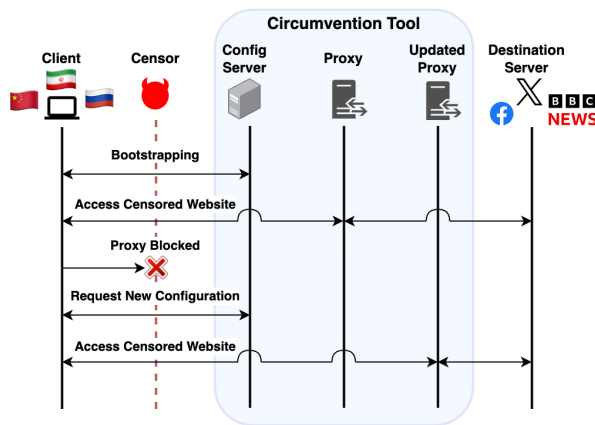 Circumvention Tool
Client
Censor
Config
Server
Proxy
Updated
Proxy
Destination
Server
BBC
NEWS
Bootstrapping
Access Censored Website
Proxy Blocked
Request New Configuration
Access Censored Website